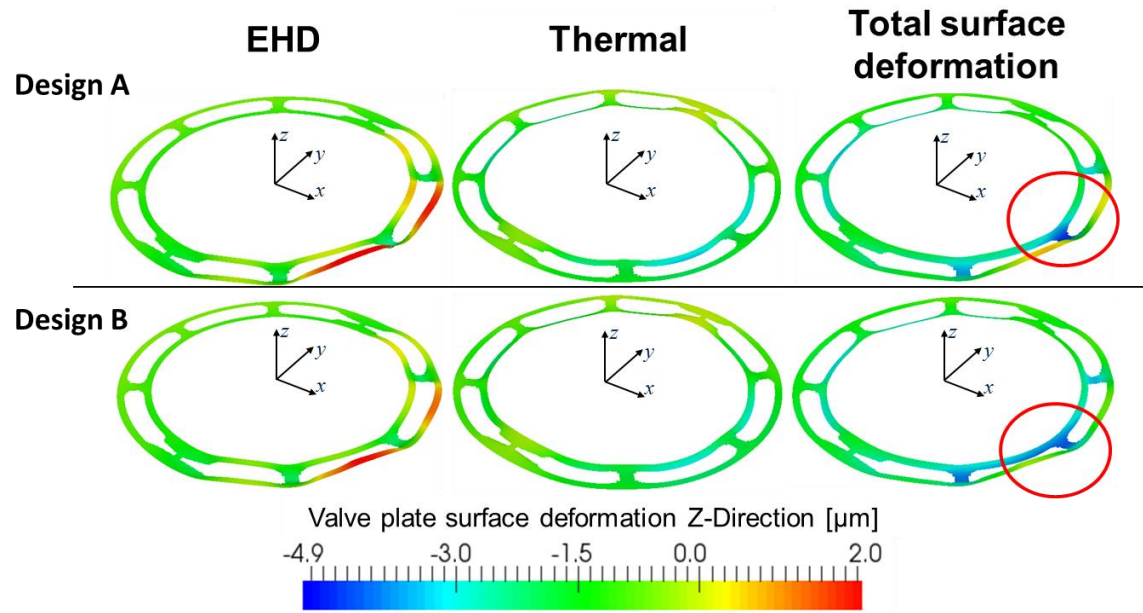 EHD
Thermal
Total surface
deformation
Design A
z
y
x
z
y
x
z
y
x
Design B
z
y
x
z
y
x
z
y
x
Valve plate surface deformation Z-Direction [µm]
-4.9 -3.0 -1.5 0.0 2.0